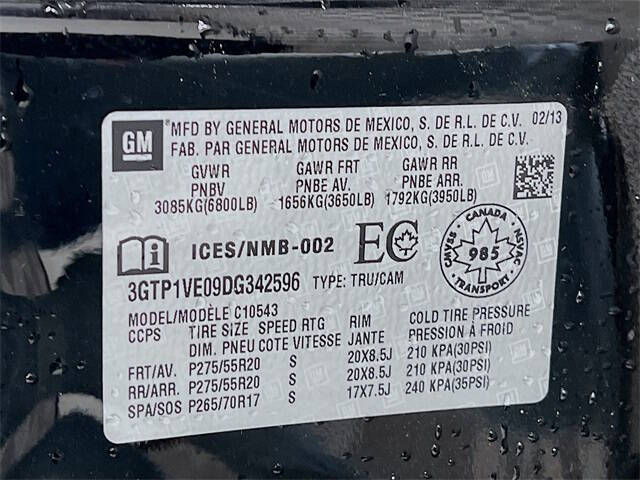 GM
*MFD BY GENERAL MOTORS DE MEXICO, S. DE R.L. DE C.V. 02/13
FAB. PAR GENERAL MOTORS DE MEXICO, S. DE R.L. DE C.V.
GVWR GAWR FRT GAWR RR
PNBV PNBE AV. PNBE ARR.
3085KG(6800LB) 1656KG(3650LB) 1792KG(3950LB)
ICES/NMB-002 EC
CANADA
SVMCS 985 NSVAC
TRANSPORT
3GTP1VE09DG342596 TYPE: TRU/CAM
MODEL/MODÈLE C10543
CCPS TIRE SIZE SPEED RTG RIM COLD TIRE PRESSURE
DIM. PNEU COTE VITESSE JANTE PRESSION À FROID
FRT/AV. P275/55R20 S 20X8.5J 210 KPA(30PSI)
RR/ARR. P275/55R20 S 20X8.5J 210 KPA(30PSI)
SPA/SOS P265/70R17 S 17X7.5J 240 KPA(35PSI)